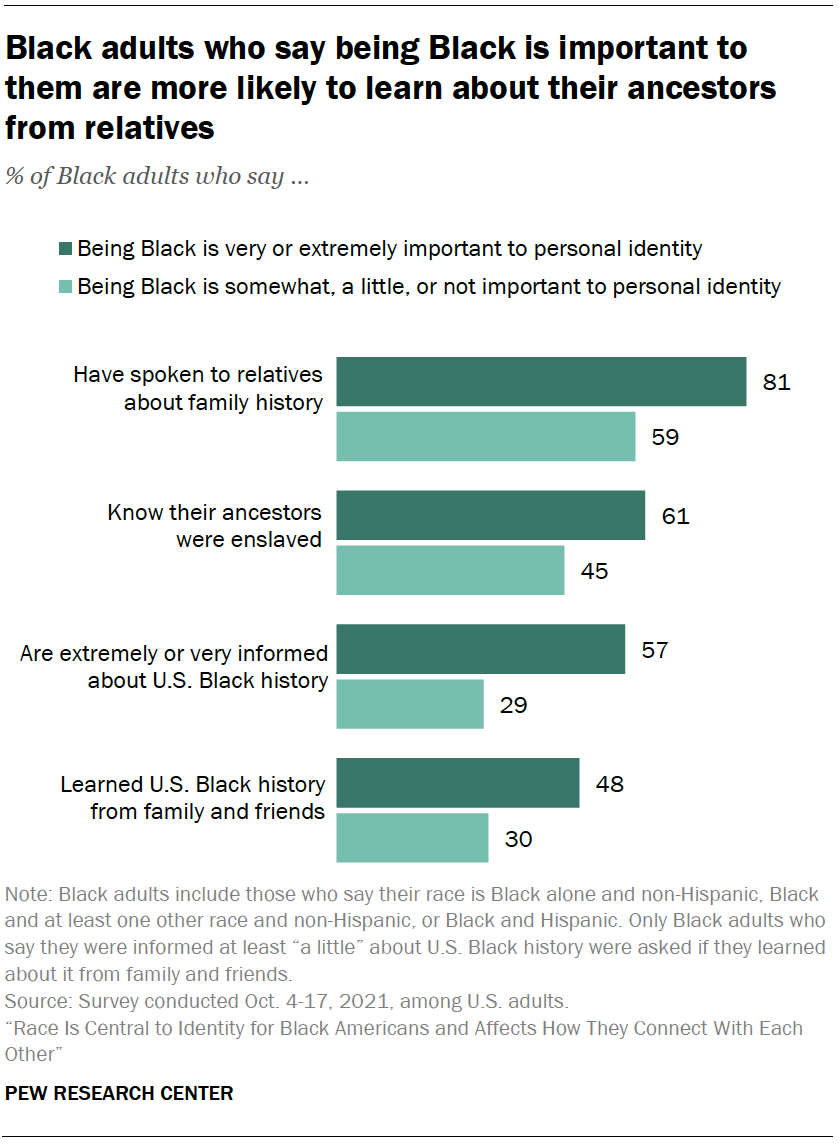 Black adults who say being Black is important to
them are more likely to learn about their ancestors
from relatives
% of Black adults who say ...
Being Black is very or extremely important to personal identity
Being Black is somewhat, a little, or not important to personal identity
Have spoken to relatives
about family history
81
59
Know their ancestors
were enslaved
61
45
Are extremely or very informed
about U.S. Black history
57
29
Learned U.S. Black history
from family and friends
48
30
Note: Black adults include those who say their race is Black alone and non-Hispanic, Black
and at least one other race and non-Hispanic, or Black and Hispanic. Only Black adults who
say they were informed at least “a little” about U.S. Black history were asked if they learned
about it from family and friends.
Source: Survey conducted Oct. 4-17, 2021, among U.S. adults.
“Race Is Central to Identity for Black Americans and Affects How They Connect With Each
Other”
PEW RESEARCH CENTER